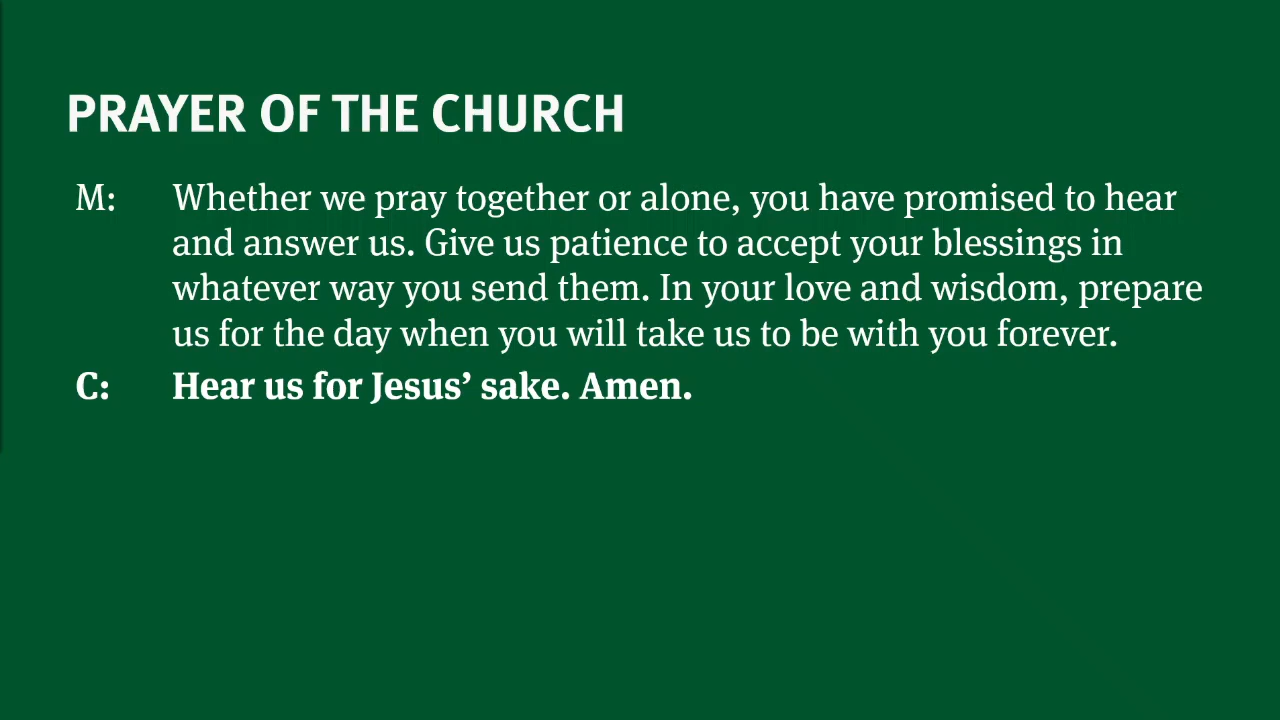 PRAYER OF THE CHURCH
M: Whether we pray together or alone, you have promised to hear
and answer us. Give us patience to accept your blessings in
whatever way you send them. In your love and wisdom, prepare
us for the day when you will take us to be with you forever.
C: Hear us for Jesus’ sake. Amen.